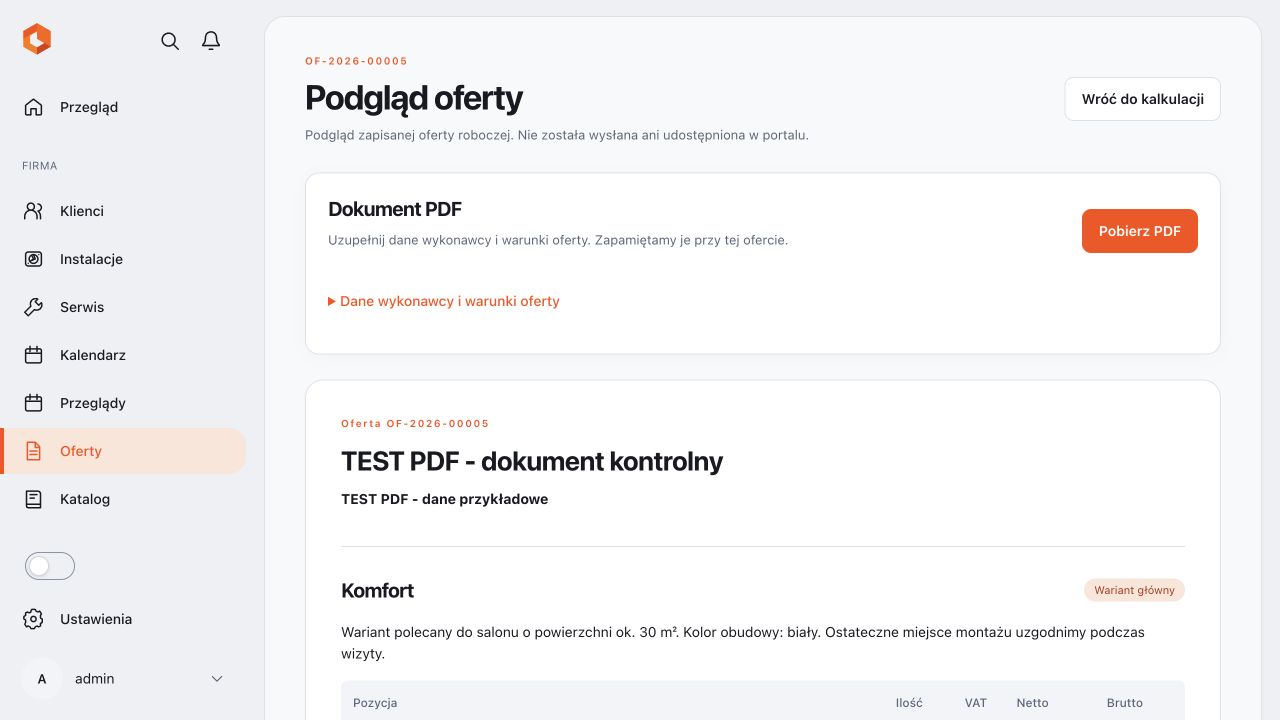 Przegląd
FIRMA
Klienci
Instalacje
Serwis
Kalendarz
Przeglądy
Oferty
Katalog
Ustawienia
A
admin
OF-2026-00005
Podgląd oferty
Podgląd zapisanej oferty roboczej. Nie została wysłana ani udostępniona w portalu.
Wróć do kalkulacji
Dokument PDF
Uzupełnij dane wykonawcy i warunki oferty. Zapamiętamy je przy tej ofercie.
Pobierz PDF
Dane wykonawcy i warunki oferty
Oferta OF-2026-00005
TEST PDF - dokument kontrolny
TEST PDF - dane przykładowe
Komfort
Wariant główny
Wariant polecany do salonu o powierzchni ok. 30 m². Kolor obudowy: biały. Ostateczne miejsce montażu uzgodnimy podczas
wizyty.
Pozycja Ilość VAT Netto Brutto